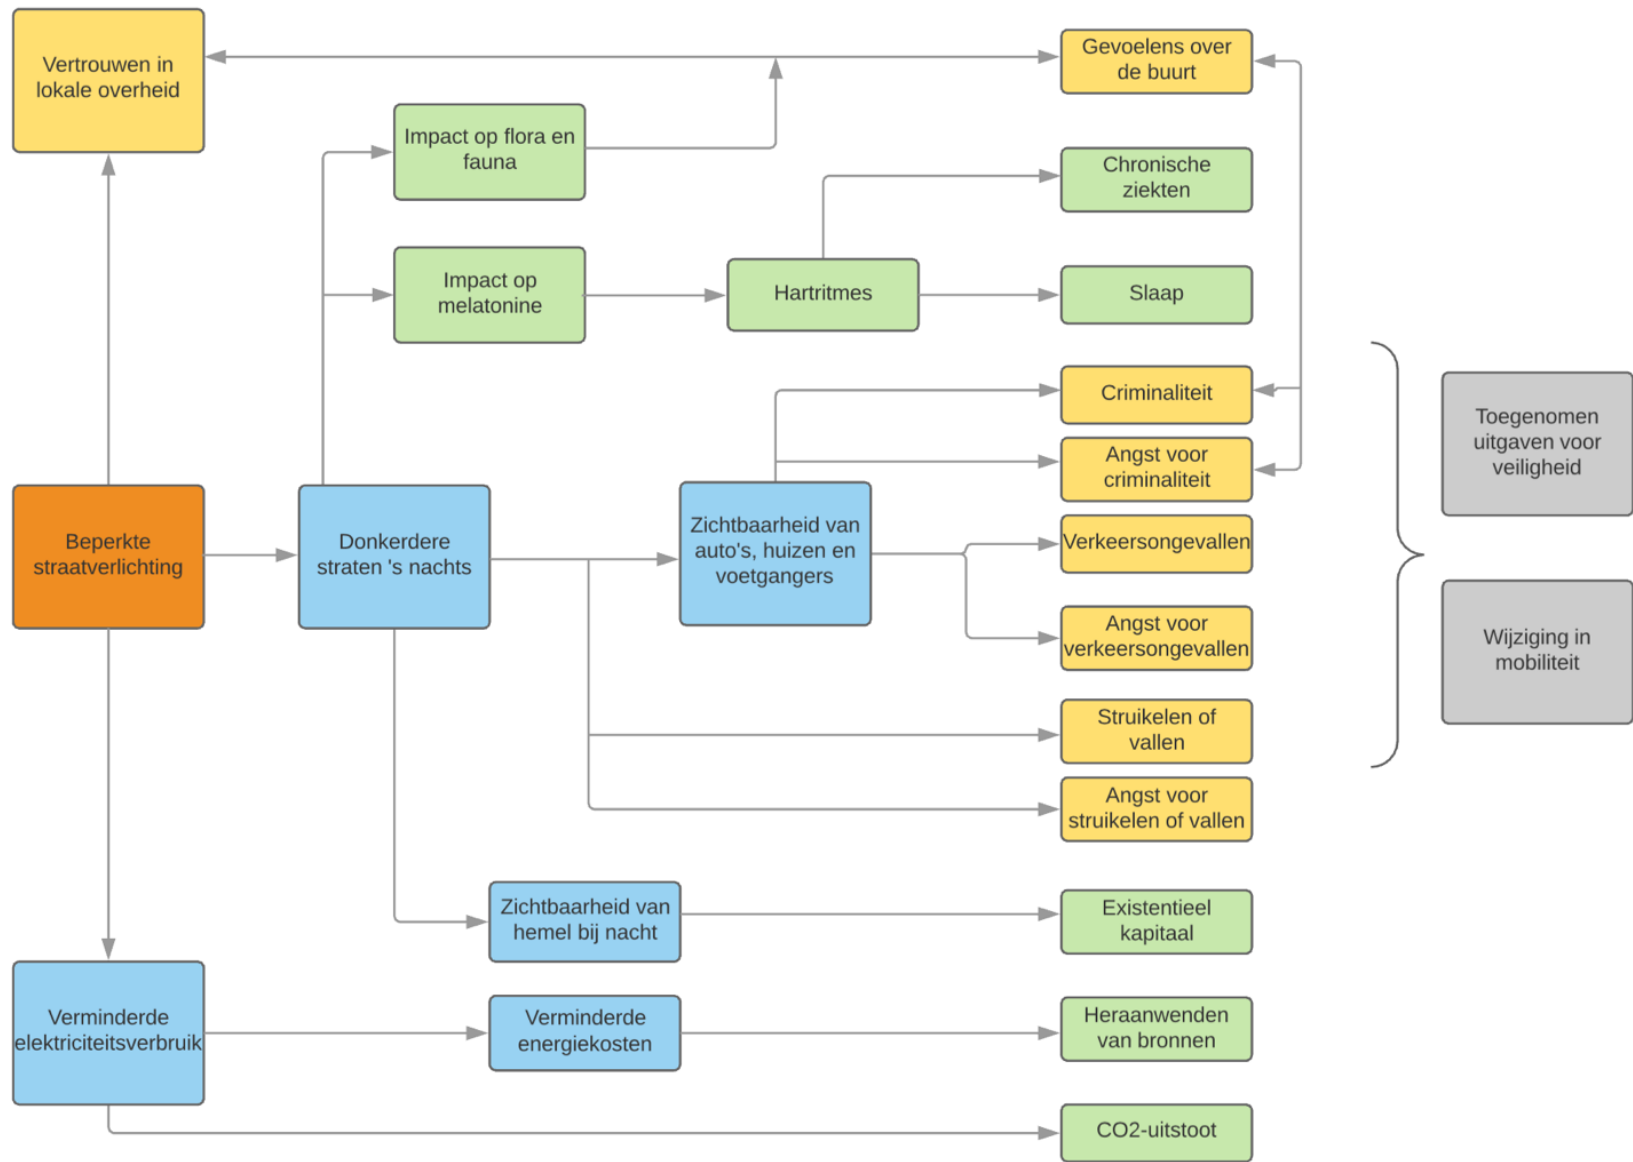 Vertrouwen in
lokale overheid
Gevoelens over
de buurt
Impact op flora en
fauna
Chronische
ziekten
Impact op
melatonine
Hartritmes
Slaap
Criminaliteit
Angst voor
criminaliteit
Toegenomen
uitgaven voor
veiligheid
Beperkte
straatverlichting
Donkerdere
straten 's nachts
Zichtbaarheid van
auto's, huizen en
voetgangers
Verkeersongevallen
Angst voor
verkeersongevallen
Wijziging in
mobiliteit
Struikelen of
vallen
Angst voor
struikelen of vallen
Zichtbaarheid van
hemel bij nacht
Existentieel
kapitaal
Verminderde
elektriciteitsverbruik
Verminderde
energiekosten
Heraanwenden
van bronnen
CO2-uitstoot